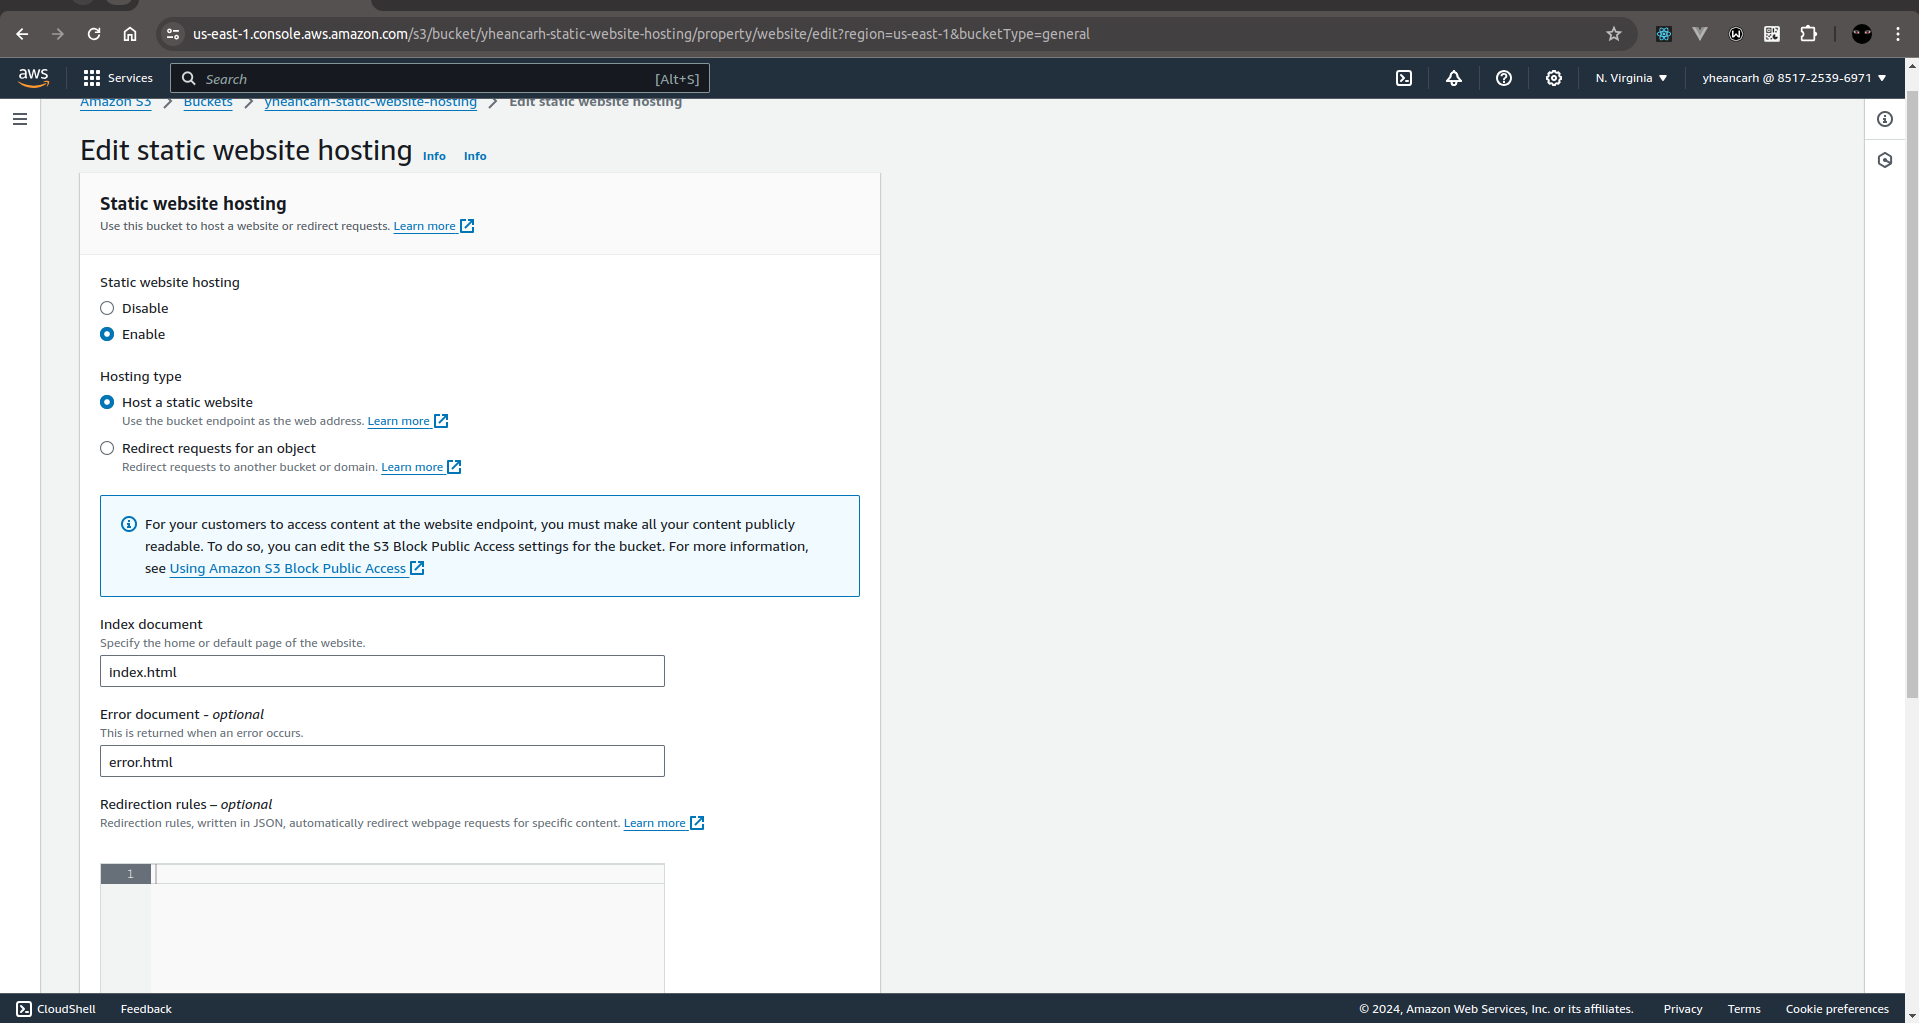 us-east-1.console.aws.amazon.com/s3/bucket/yheancarh-static-website-hosting/property/website/edit?region=us-east-1&bucketType=general
aws Services Search [Alt+S] N. Virginia yheancarh @ 8517-2539-6971
Amazon S3 Buckets yheancarh-static-website-hosting Edit static website hosting
Edit static website hosting Info Info
Static website hosting
Use this bucket to host a website or redirect requests. Learn more
Static website hosting
Disable
Enable
Hosting type
Host a static website
Use the bucket endpoint as the web address. Learn more
Redirect requests for an object
Redirect requests to another bucket or domain. Learn more
For your customers to access content at the website endpoint, you must make all your content publicly
readable. To do so, you can edit the S3 Block Public Access settings for the bucket. For more information,
see Using Amazon S3 Block Public Access
Index document
Specify the home or default page of the website.
index.html
Error document - optional
This is returned when an error occurs.
error.html
Redirection rules – optional
Redirection rules, written in JSON, automatically redirect webpage requests for specific content. Learn more
1
CloudShell Feedback © 2024, Amazon Web Services, Inc. or its affiliates. Privacy Terms Cookie preferences